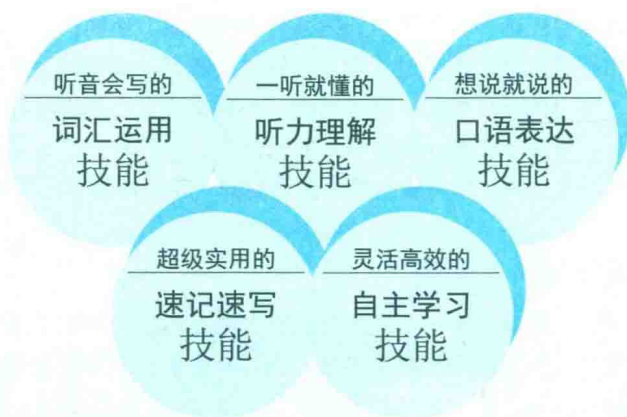 听音会写的
词汇运用
技能
一听就懂的
听力理解
技能
想说就说的
口语表达
技能
超级实用的
速记速写
技能
灵活高效的
自主学习
技能